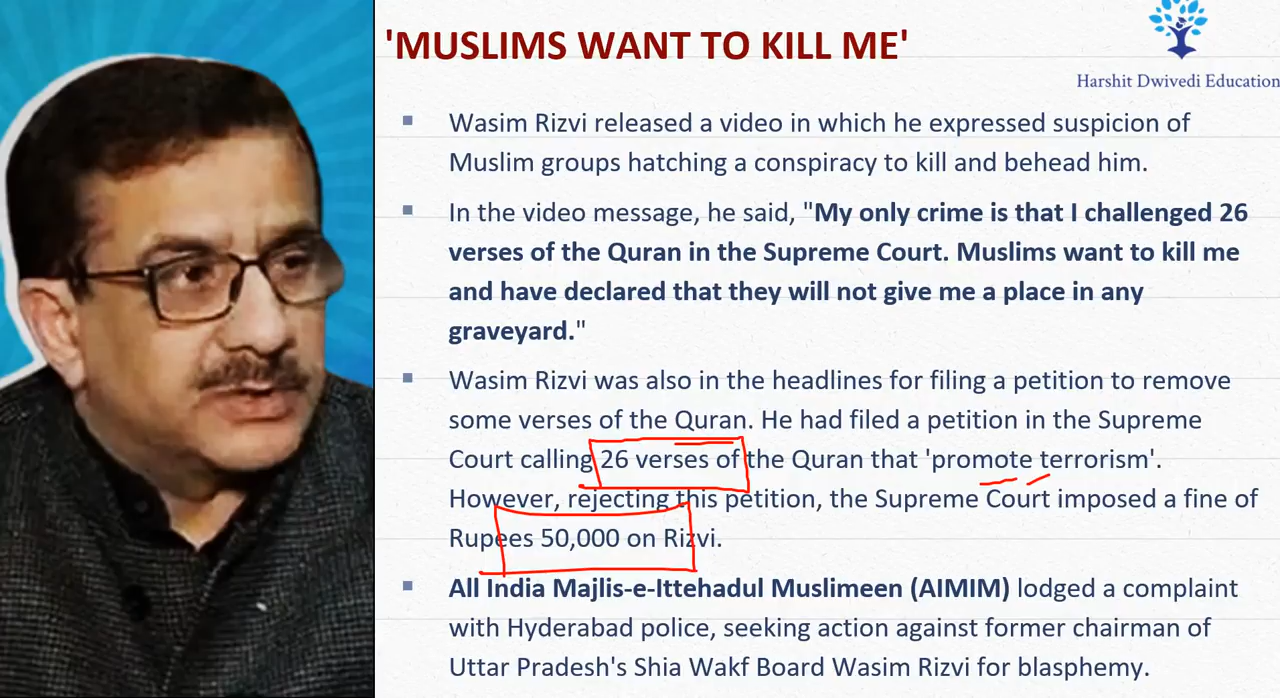 'MUSLIMS WANT TO KILL ME'
Harshit Dwivedi Education
Wasim Rizvi released a video in which he expressed suspicion of
Muslim groups hatching a conspiracy to kill and behead him.
In the video message, he said, "My only crime is that I challenged 26
verses of the Quran in the Supreme Court. Muslims want to kill me
and have declared that they will not give me a place in any
graveyard."
Wasim Rizvi was also in the headlines for filing a petition to remove
some verses of the Quran. He had filed a petition in the Supreme
Court calling 26 verses of the Quran that 'promote terrorism'.
However, rejecting this petition, the Supreme Court imposed a fine of
Rupees 50,000 on Rizvi.
All India Majlis-e-Ittehadul Muslimeen (AIMIM) lodged a complaint
with Hyderabad police, seeking action against former chairman of
Uttar Pradesh's Shia Wakf Board Wasim Rizvi for blasphemy.